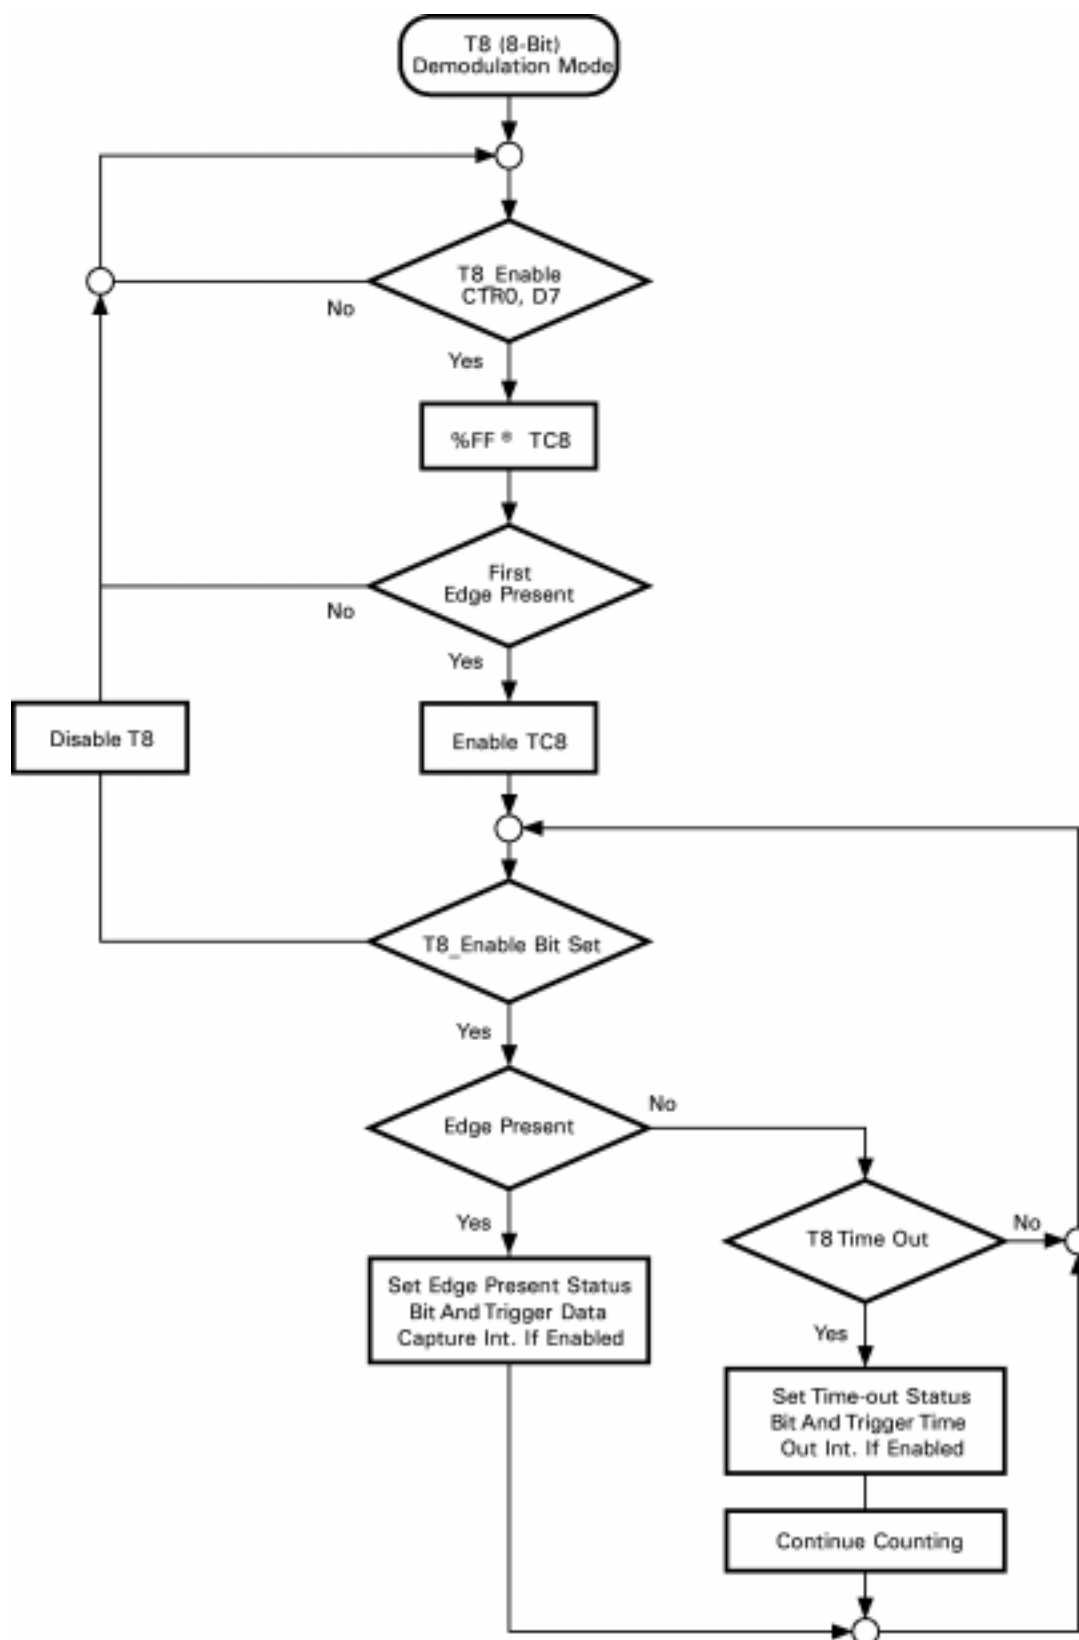 T8 (8-Bit)
Demodulation Mode
T8_Enable
CTR0, D7
No
Yes
%FF ® TC8
First
Edge Present
No
Yes
Disable T8
Enable TC8
T8_Enable Bit Set
Yes
Edge Present
No
Yes
T8 Time Out
No
Set Edge Present Status
Bit And Trigger Data
Capture Int. If Enabled
Yes
Set Time-out Status
Bit And Trigger Time
Out Int. If Enabled
Continue Counting